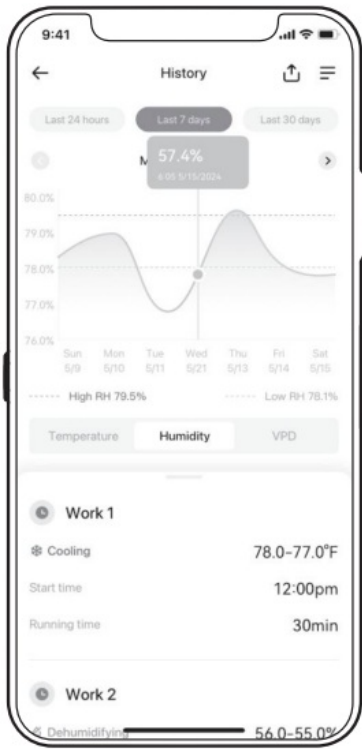 9:41
History
Last 24 hours Last 7 days Last 30 days
57.4%
6:05 5/15/2024
M
80.0%
79.0%
78.0%
77.0%
76.0%
Sun Mon Tue Wed Thu Fri Sat
5/9 5/10 5/11 5/21 5/13 5/14 5/15
High RH 79.5% Low RH 78.1%
Temperature Humidity VPD
Work 1
Cooling 78.0-77.0°F
Start time 12:00pm
Running time 30min
Work 2
Dehumidifying 56.0-55.0%